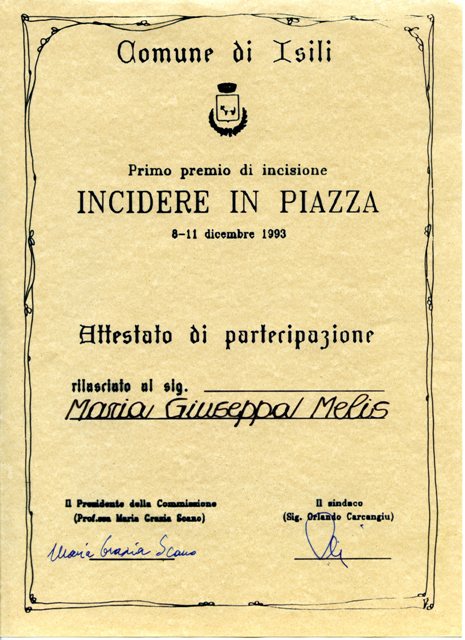 Comune di Isili
Primo premio di incisione
INCIDERE IN PIAZZA
8-11 dicembre 1993
Attestato di partecipazione
rilasciato al sig.
Maria Giuseppa Melis
Il Presidente della Commissione
(Prof.ssa Maria Grazia Scano)
Maria Grazia Scano
Il sindaco
(Sig. Orlando Carcangiu)